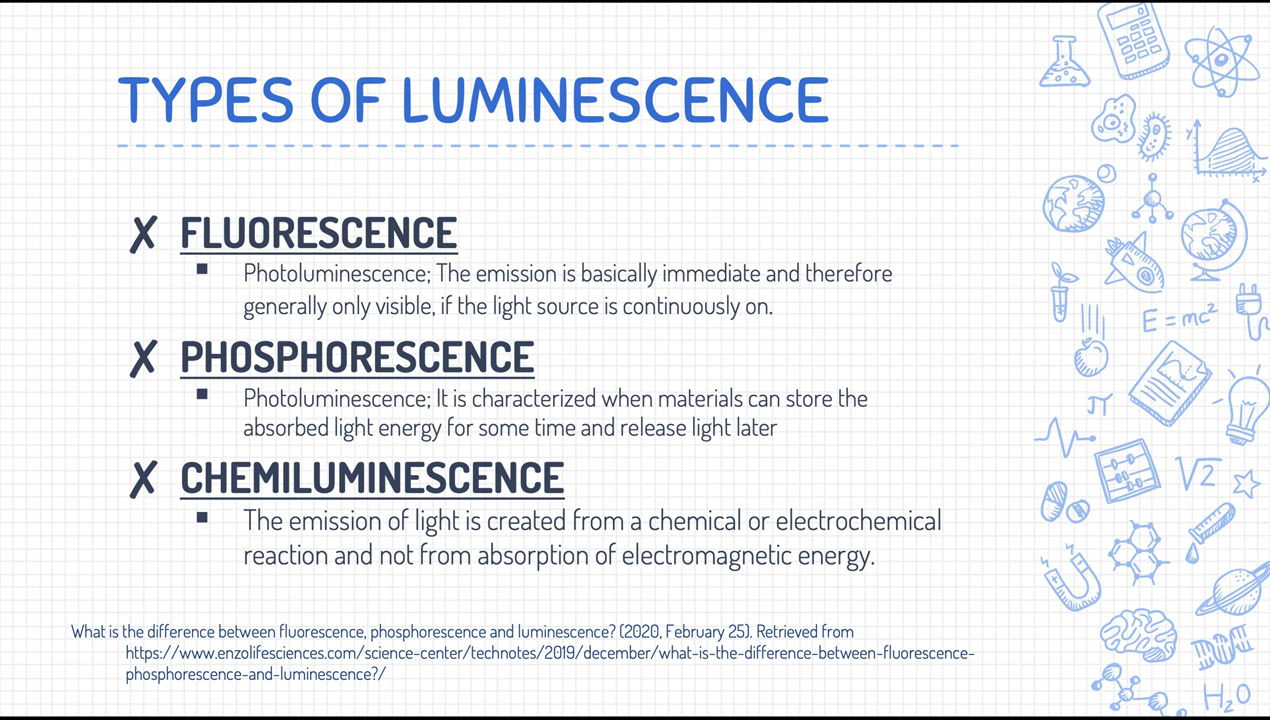 TYPES OF LUMINESCENCE
✗ FLUORESCENCE
▪ Photoluminescence; The emission is basically immediate and therefore
generally only visible, if the light source is continuously on.
✗ PHOSPHORESCENCE
▪ Photoluminescence; It is characterized when materials can store the
absorbed light energy for some time and release light later
✗ CHEMILUMINESCENCE
▪ The emission of light is created from a chemical or electrochemical
reaction and not from absorption of electromagnetic energy.
What is the difference between fluorescence, phosphorescence and luminescence? (2020, February 25). Retrieved from
https://www.enzolifesciences.com/science-center/technotes/2019/december/what-is-the-difference-between-fluorescence-
phosphorescence-and-luminescence?/
y
x
E=mc²
π
√2
H₂O